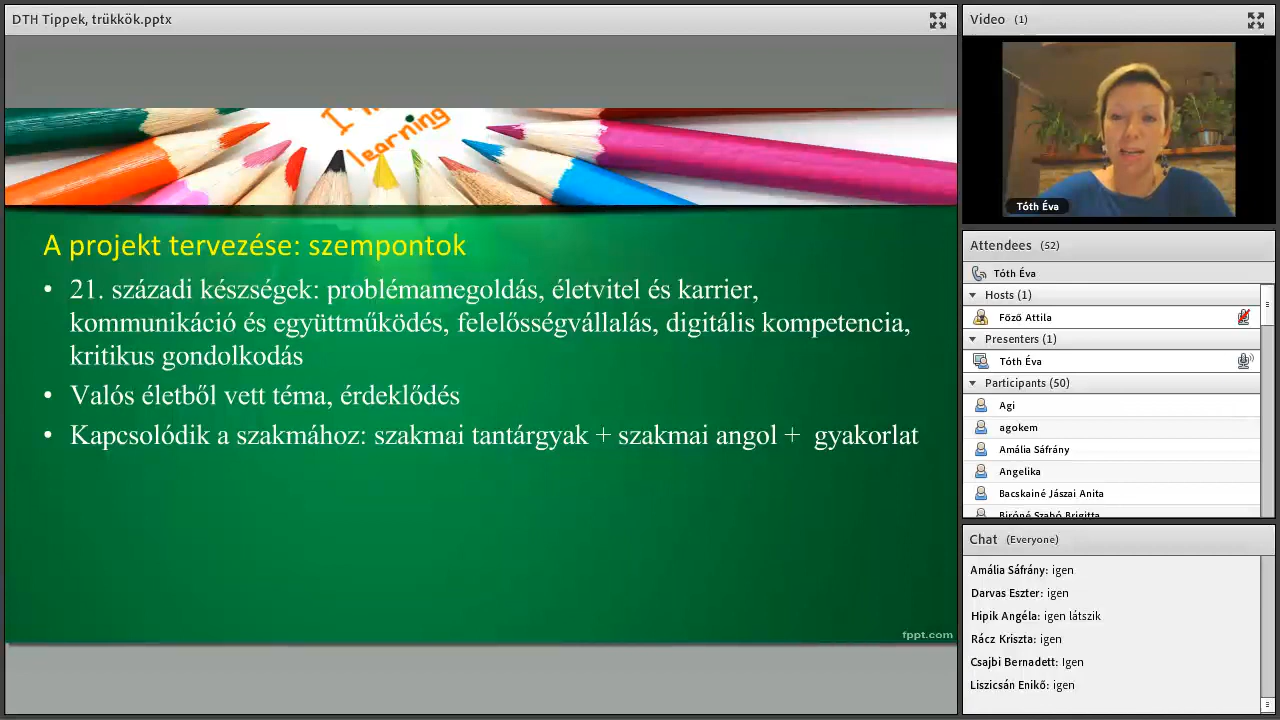 DTH Tippek, trükkök.pptx
learning
A projekt tervezése: szempontok
• 21. századi készségek: problémamegoldás, életvitel és karrier,
kommunikáció és együttműködés, felelősségvállalás, digitális kompetencia,
kritikus gondolkodás
• Valós életből vett téma, érdeklődés
• Kapcsolódik a szakmához: szakmai tantárgyak + szakmai angol + gyakorlat
fppt.com
Video (1)
Tóth Éva
Attendees (52)
Tóth Éva
Hosts (1)
Főző Attila
Presenters (1)
Tóth Éva
Participants (50)
Agi
agokem
Amália Sáfrány
Angelika
Bacskainé Jászai Anita
Bíróné Szabó Brigitta
Chat (Everyone)
Amália Sáfrány: igen
Darvas Eszter: igen
Hipik Angéla: igen látszik
Rácz Kriszta: igen
Csajbi Bernadett: Igen
Liszicsán Enikő: igen